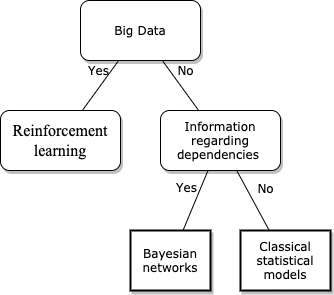 Big Data
Yes
No
Reinforcement
learning
Information
regarding
dependencies
Yes
No
Bayesian
networks
Classical
statistical
models